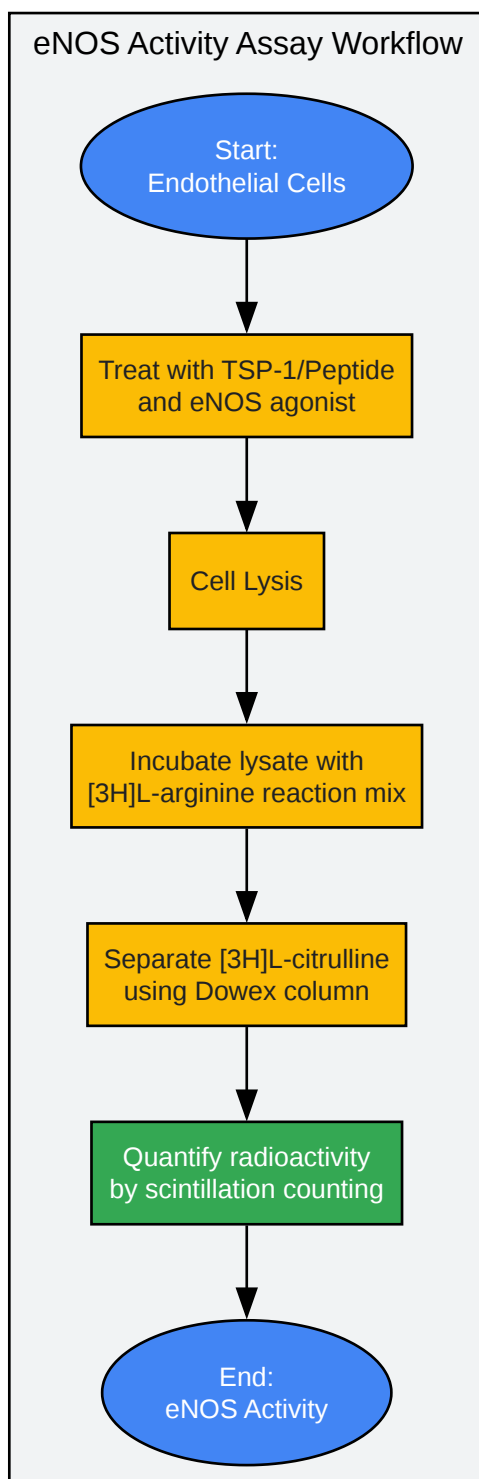 eNOS Activity Assay Workflow
Start:
Endothelial Cells
Treat with TSP-1/Peptide
and eNOS agonist
Cell Lysis
Incubate lysate with
[3H]L-arginine reaction mix
Separate [3H]L-citrulline
using Dowex column
Quantify radioactivity
by scintillation counting
End:
eNOS Activity